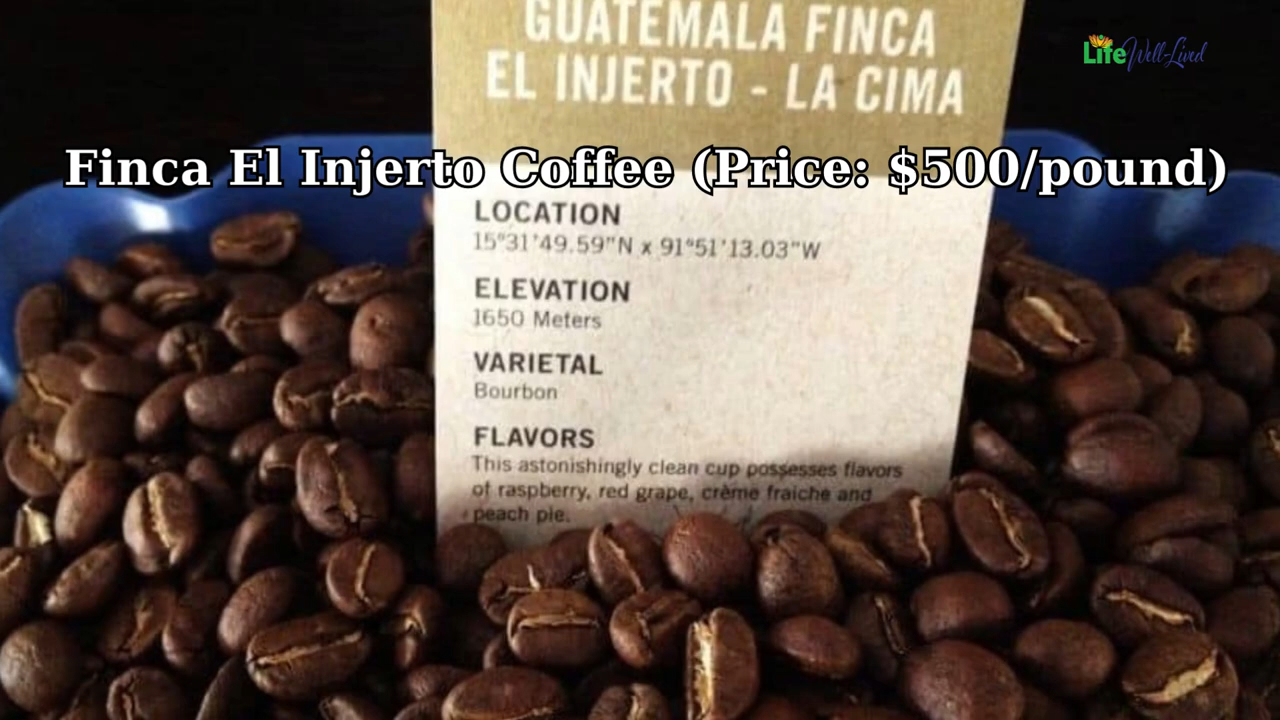 GUATEMALA FINCA
EL INJERTO - LA CIMA
Life Well-Lived
Finca El Injerto Coffee (Price: $500/pound)
LOCATION
15°31'49.59"N x 91°51'13.03"W
ELEVATION
1650 Meters
VARIETAL
Bourbon
FLAVORS
This astonishingly clean cup possesses flavors
of raspberry, red grape, crème fraiche and
peach pie.